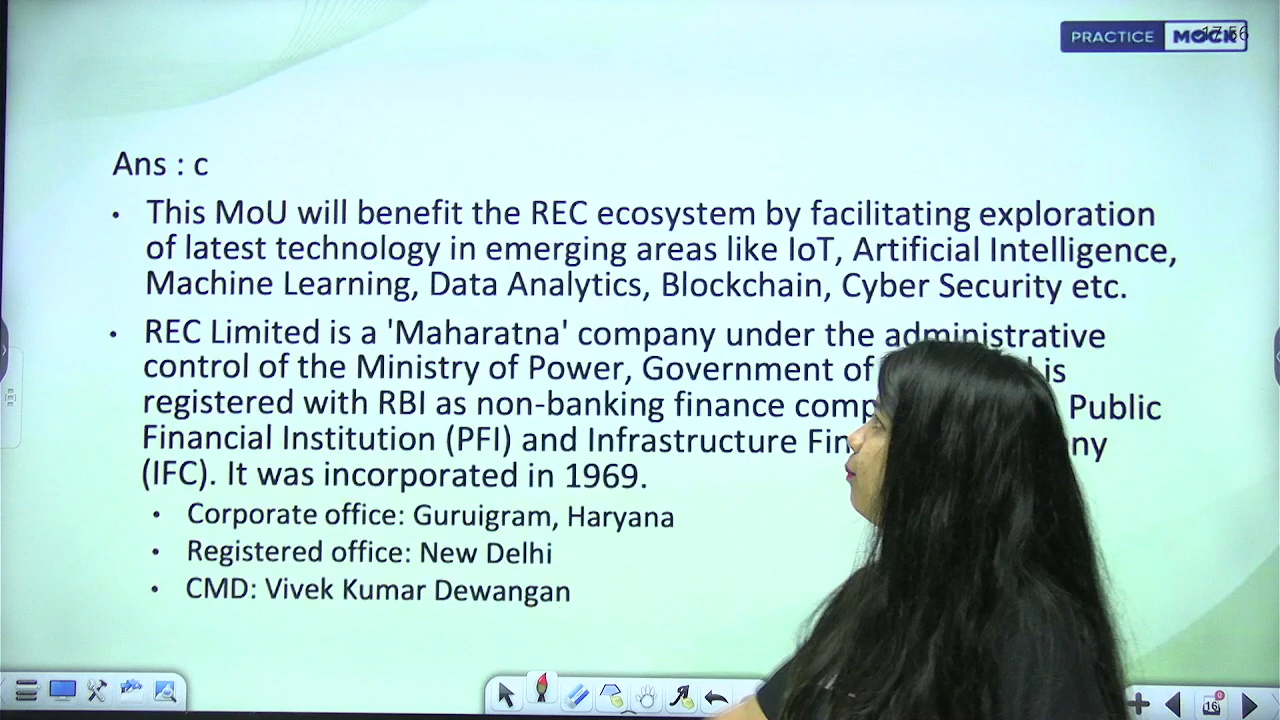 PRACTICE MOCK
17:56
Ans : c
• This MoU will benefit the REC ecosystem by facilitating exploration
of latest technology in emerging areas like IoT, Artificial Intelligence,
Machine Learning, Data Analytics, Blockchain, Cyber Security etc.
• REC Limited is a 'Maharatna' company under the administrative
control of the Ministry of Power, Government of is
registered with RBI as non-banking finance comp Public
Financial Institution (PFI) and Infrastructure Fin ny
(IFC). It was incorporated in 1969.
• Corporate office: Guruigram, Haryana
• Registered office: New Delhi
• CMD: Vivek Kumar Dewangan
16